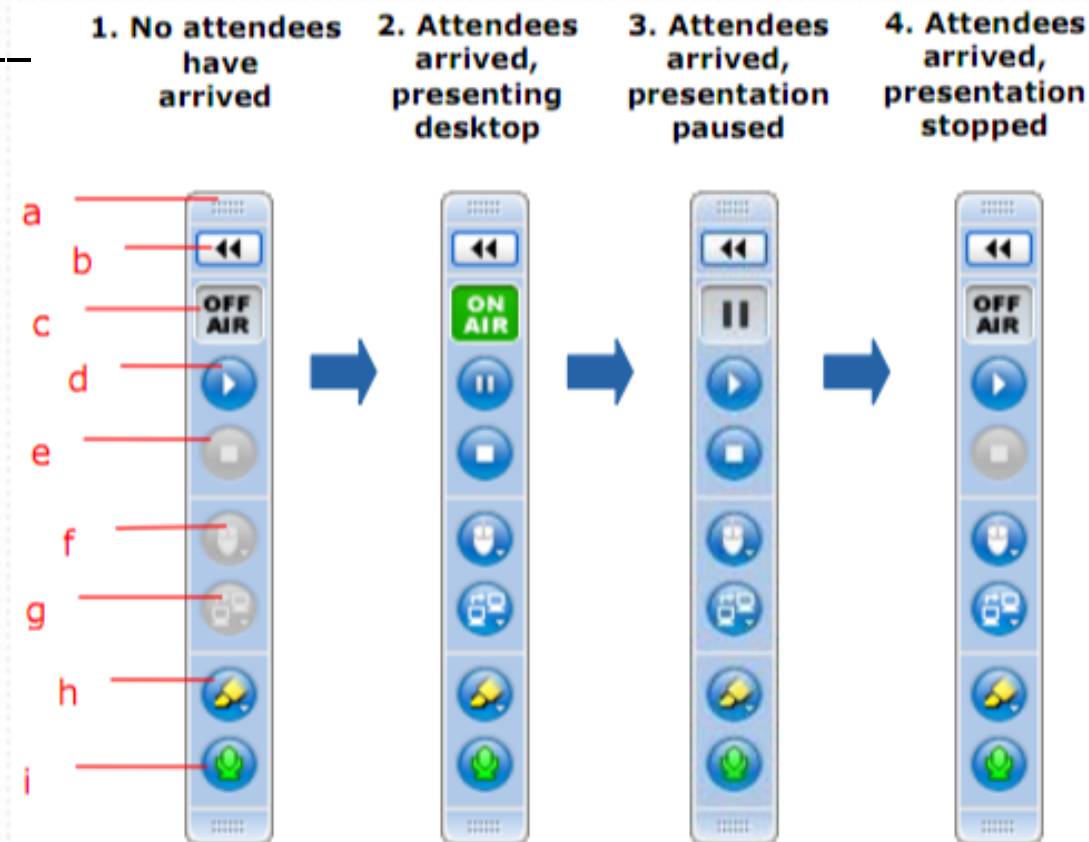 1. No attendees
have
arrived
2. Attendees
arrived,
presenting
desktop
3. Attendees
arrived,
presentation
paused
4. Attendees
arrived,
presentation
stopped
a
b
c
d
e
f
g
h
i
OFF
AIR
ON
AIR
OFF
AIR